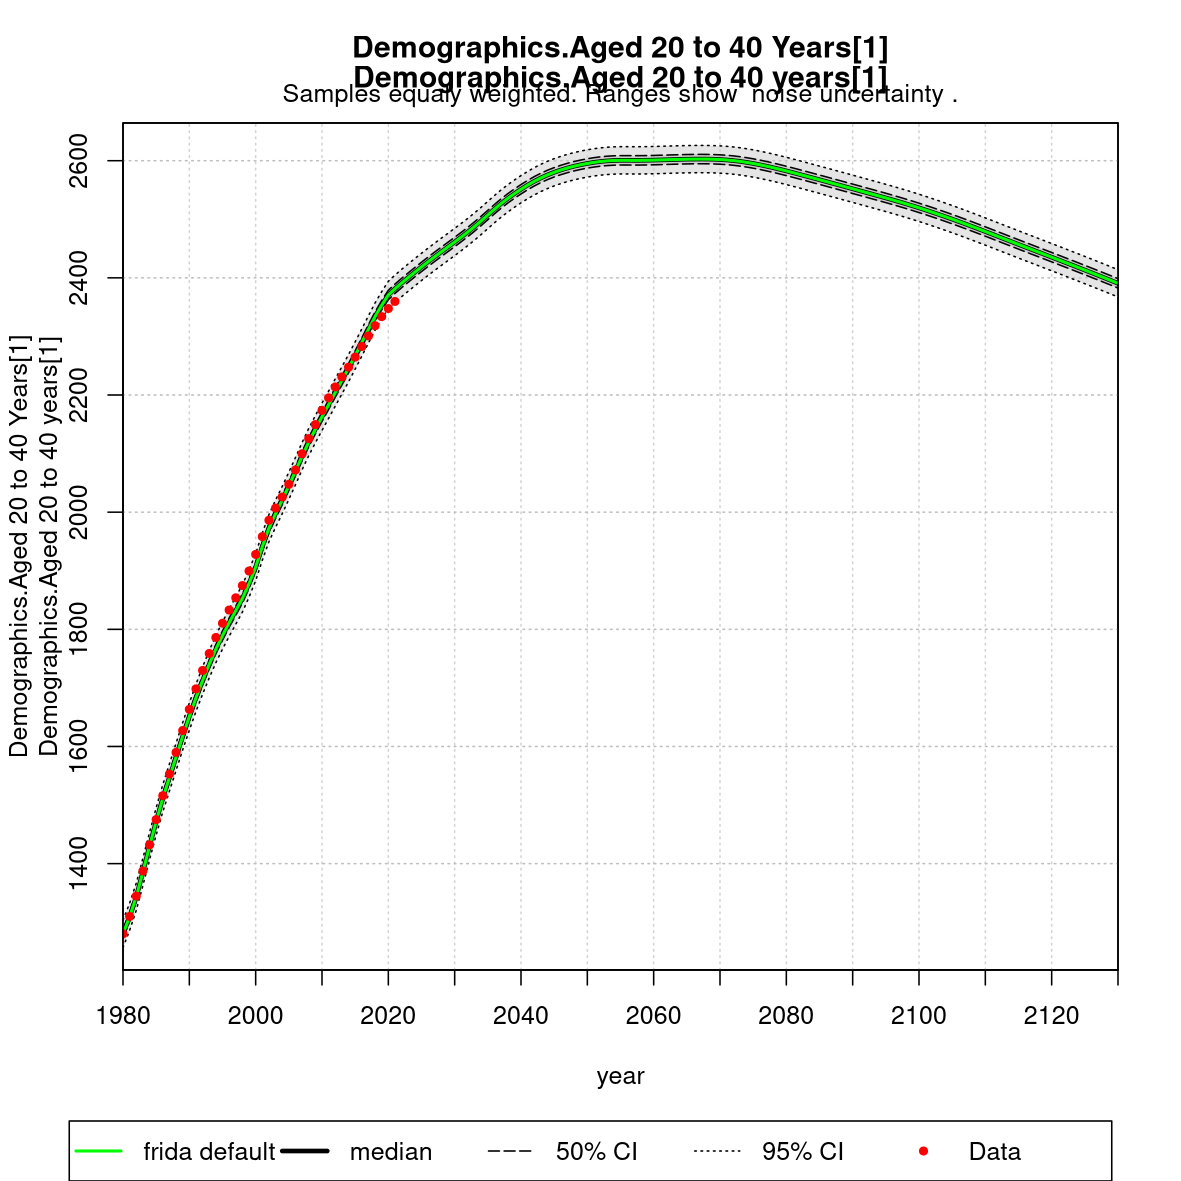 Demographics.Aged 20 to 40 Years[1]
Demographics.Aged 20 to 40 years[1]
Samples equaly weighted. Ranges show  noise uncertainty .
Demographics.Aged 20 to 40 Years[1]
Demographics.Aged 20 to 40 years[1]
2600
2400
2200
2000
1800
1600
1400
1980 2000 2020 2040 2060 2080 2100 2120
year
frida default median 50% CI 95% CI Data